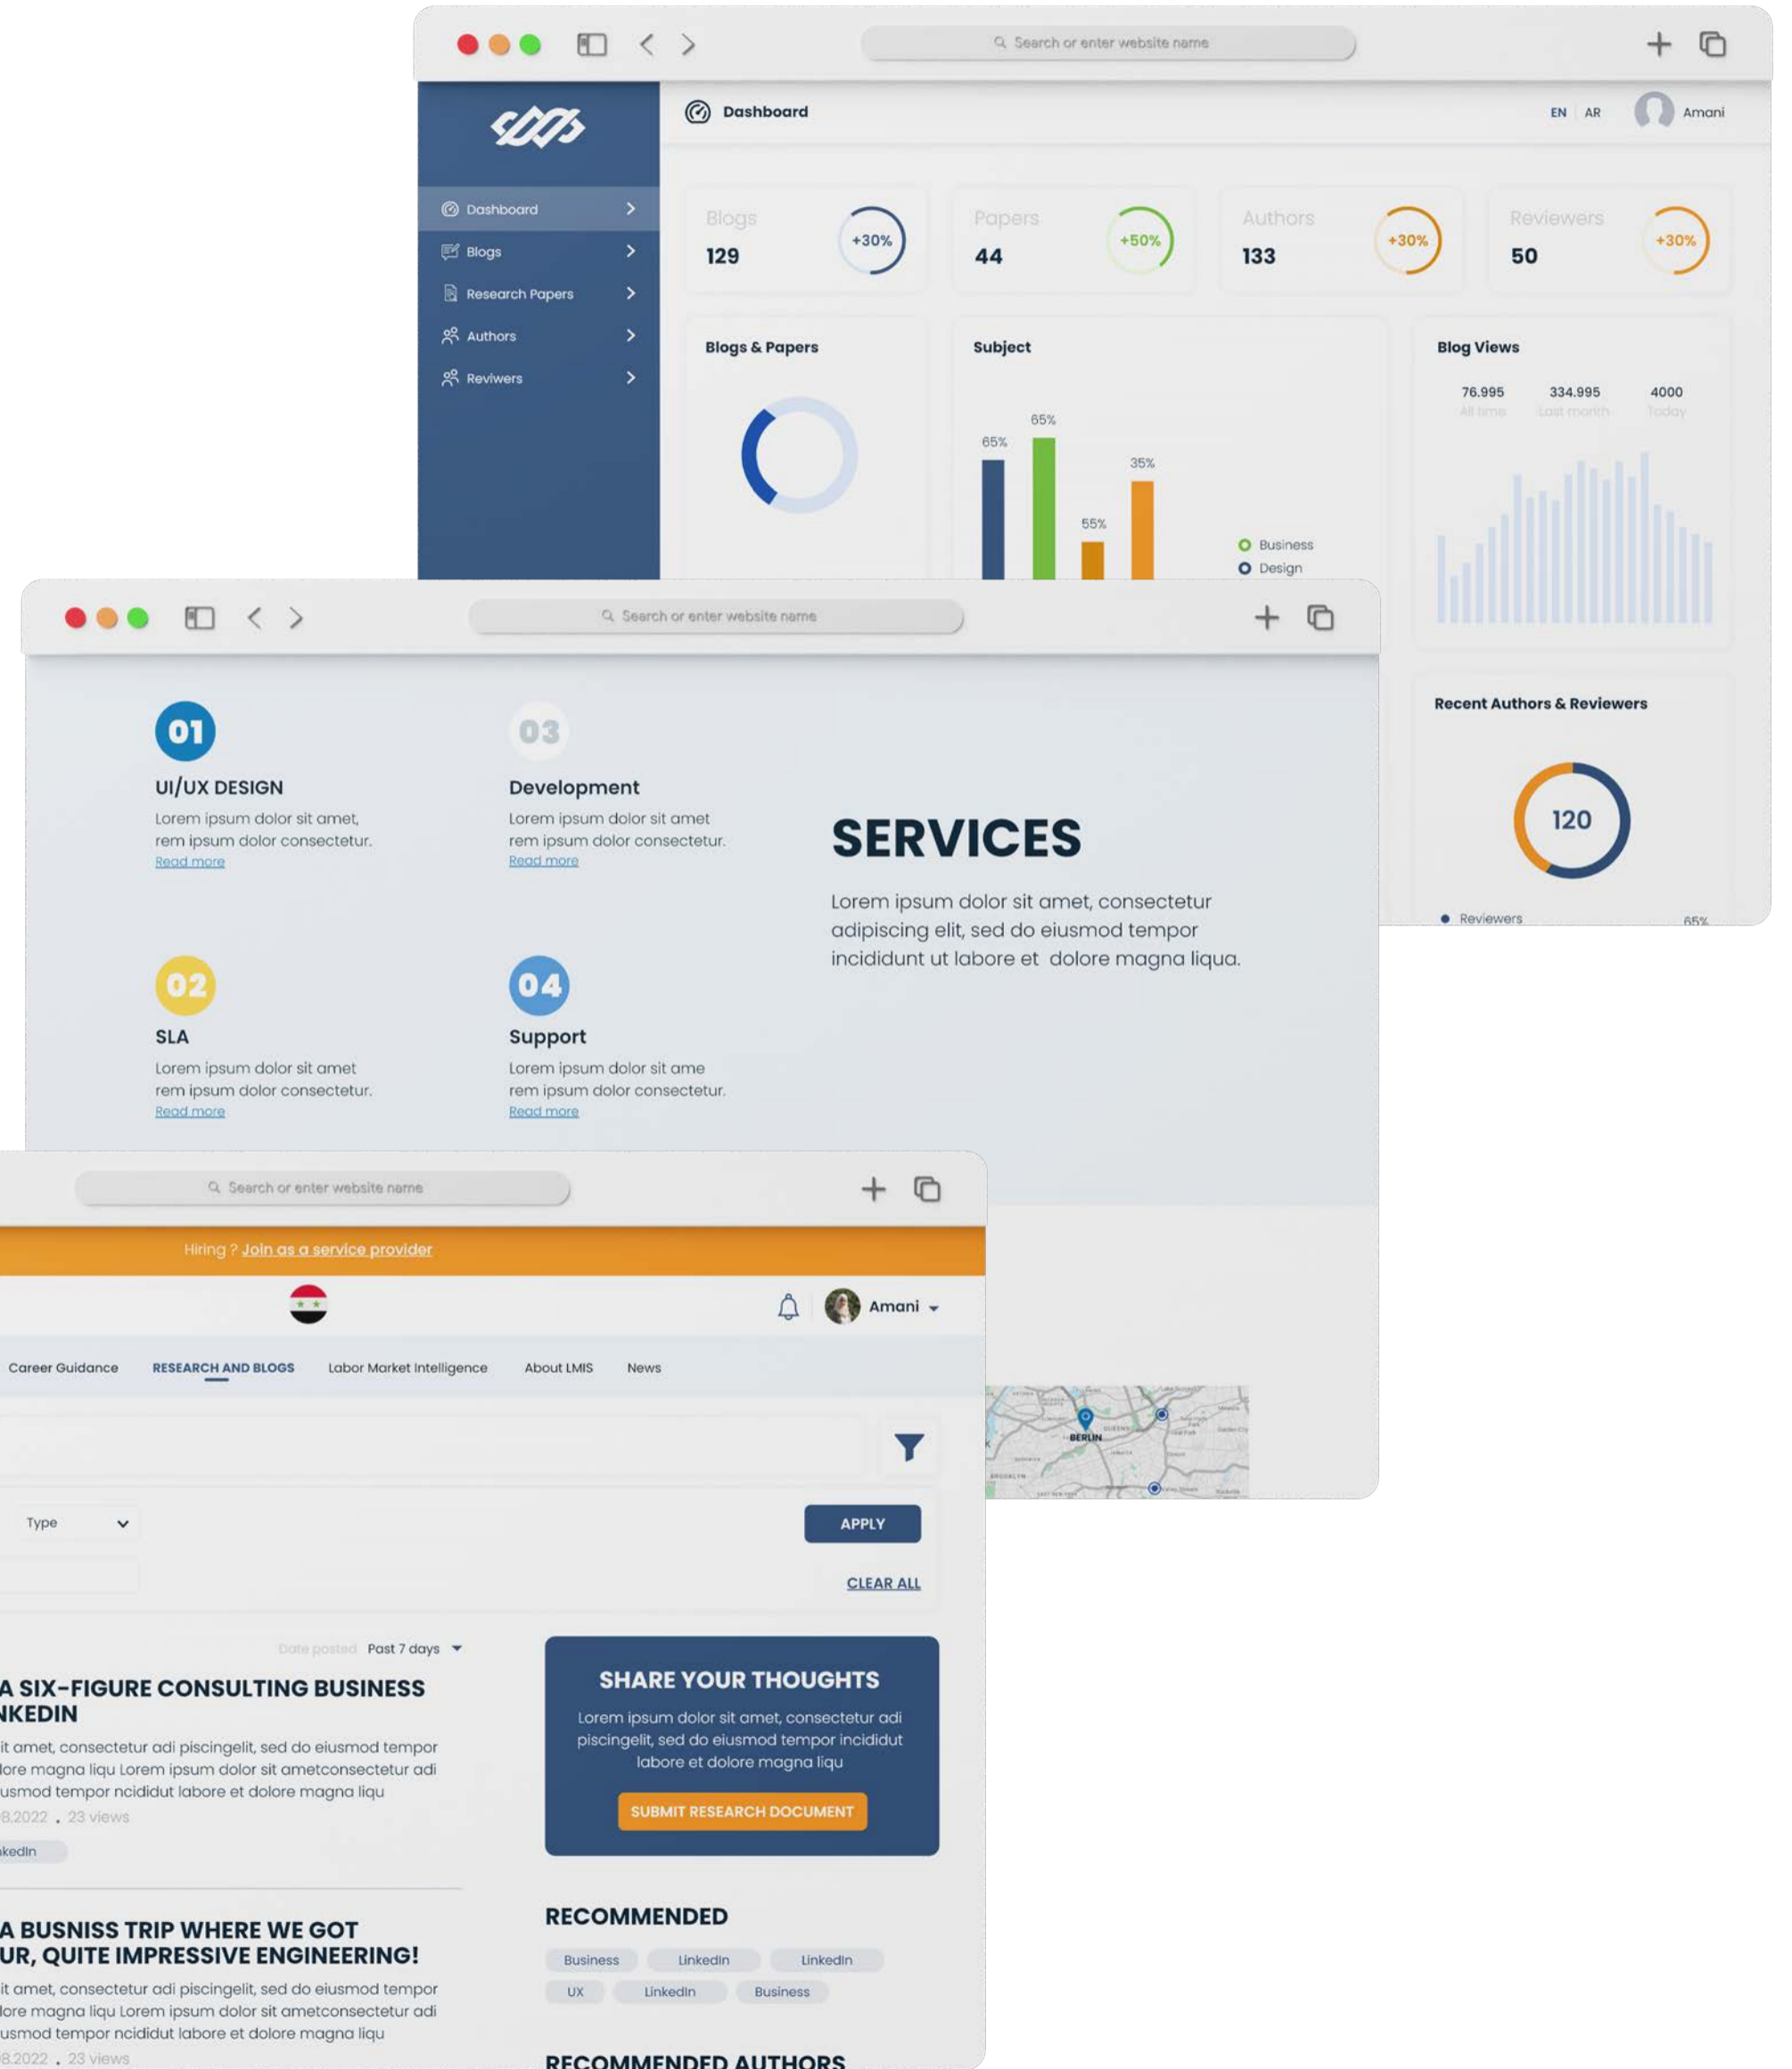 Search or enter website name
Dashboard
EN AR Amani
Dashboard
Blogs
Research Papers
Authors
Reviwers
Blogs
129
+30%
Papers
44
+50%
Authors
133
+30%
Reviewers
50
+30%
Blogs & Papers
Subject
65%
65%
55%
35%
Business
Design
Blog Views
76.995 334.995 4000
All time Last month Today
Recent Authors & Reviewers
120
Reviewers 65%
Search or enter website name
01
UI/UX DESIGN
Lorem ipsum dolor sit amet,
rem ipsum dolor consectetur.
Read more
03
Development
Lorem ipsum dolor sit amet
rem ipsum dolor consectetur.
Read more
02
SLA
Lorem ipsum dolor sit amet
rem ipsum dolor consectetur.
Read more
04
Support
Lorem ipsum dolor sit ame
rem ipsum dolor consectetur.
Read more
SERVICES
Lorem ipsum dolor sit amet, consectetur
adipiscing elit, sed do eiusmod tempor
incididunt ut labore et dolore magna liqua.
BERLIN
QUEENS
BROOKLYN
Search or enter website name
Hiring ? Join as a service provider
Amani
Career Guidance RESEARCH AND BLOGS Labor Market Intelligence About LMIS News
Type
APPLY
CLEAR ALL
Date posted Past 7 days
A SIX-FIGURE CONSULTING BUSINESS
NKEDIN
it amet, consectetur adi piscingelit, sed do eiusmod tempor
lore magna liqu Lorem ipsum dolor sit ametconsectetur adi
usmod tempor ncididut labore et dolore magna liqu
08.2022 . 23 views
nkedIn
A BUSNISS TRIP WHERE WE GOT
UR, QUITE IMPRESSIVE ENGINEERING!
it amet, consectetur adi piscingelit, sed do eiusmod tempor
lore magna liqu Lorem ipsum dolor sit ametconsectetur adi
usmod tempor ncididut labore et dolore magna liqu
08.2022 . 23 views
SHARE YOUR THOUGHTS
Lorem ipsum dolor sit amet, consectetur adi
piscingelit, sed do eiusmod tempor incididut
labore et dolore magna liqu
SUBMIT RESEARCH DOCUMENT
RECOMMENDED
Business LinkedIn LinkedIn
UX LinkedIn Business
RECOMMENDED AUTHORS